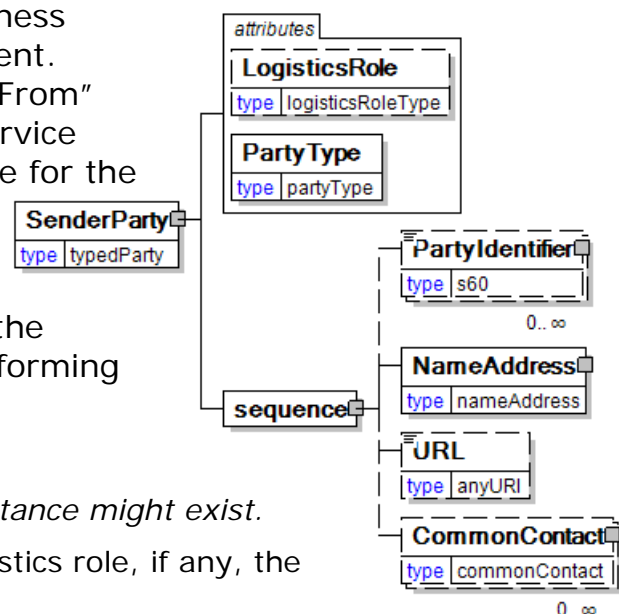 ness
ent.
From"
rvice
e for the
the
forming
tance might exist.
stics role, if any, the
attributes
LogisticsRole
type logisticsRoleType
PartyType
type partyType
SenderParty
type typedParty
sequence
PartyIdentifier
type s60
0.. ∞
NameAddress
type nameAddress
URL
type anyURI
CommonContact
type commonContact
0.. ∞